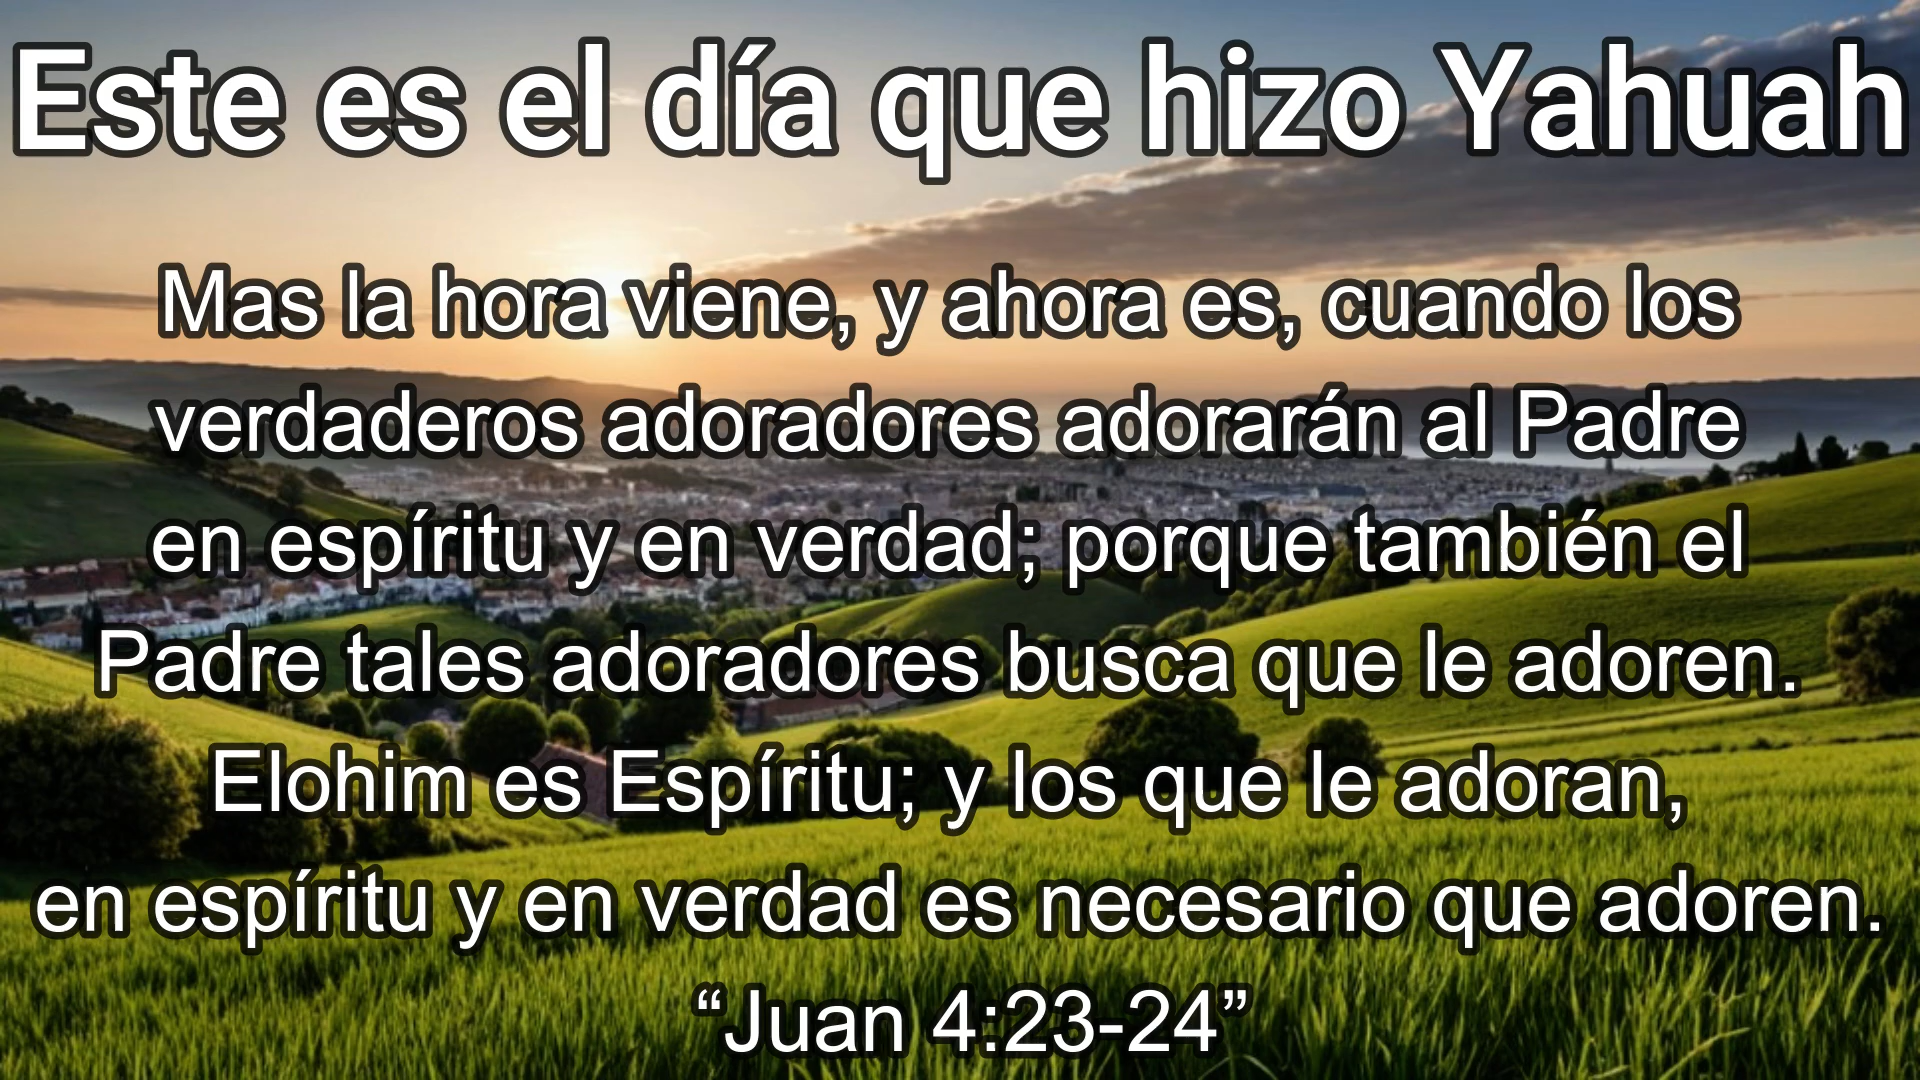 Este es el día que hizo Yahuah
Mas la hora viene, y ahora es, cuando los
verdaderos adoradores adorarán al Padre
en espíritu y en verdad; porque también el
Padre tales adoradores busca que le adoren.
Elohim es Espíritu; y los que le adoran,
en espíritu y en verdad es necesario que adoren.
“Juan 4:23-24”